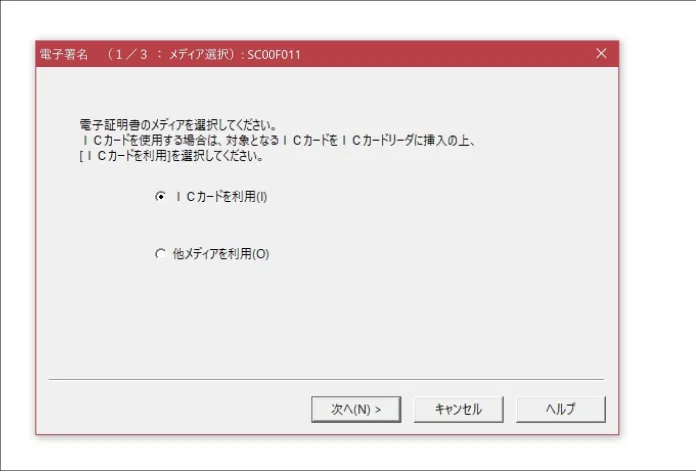 電子署名　(１／３：メディア選択) : SC00F011
電子証明書のメディアを選択してください。
ＩＣカードを使用する場合は、対象となるＩＣカードをＩＣカードリーダに挿入の上、
[ＩＣカードを利用]を選択してください。
ＩＣカードを利用(I)
他メディアを利用(O)
次へ(N) >
キャンセル
ヘルプ